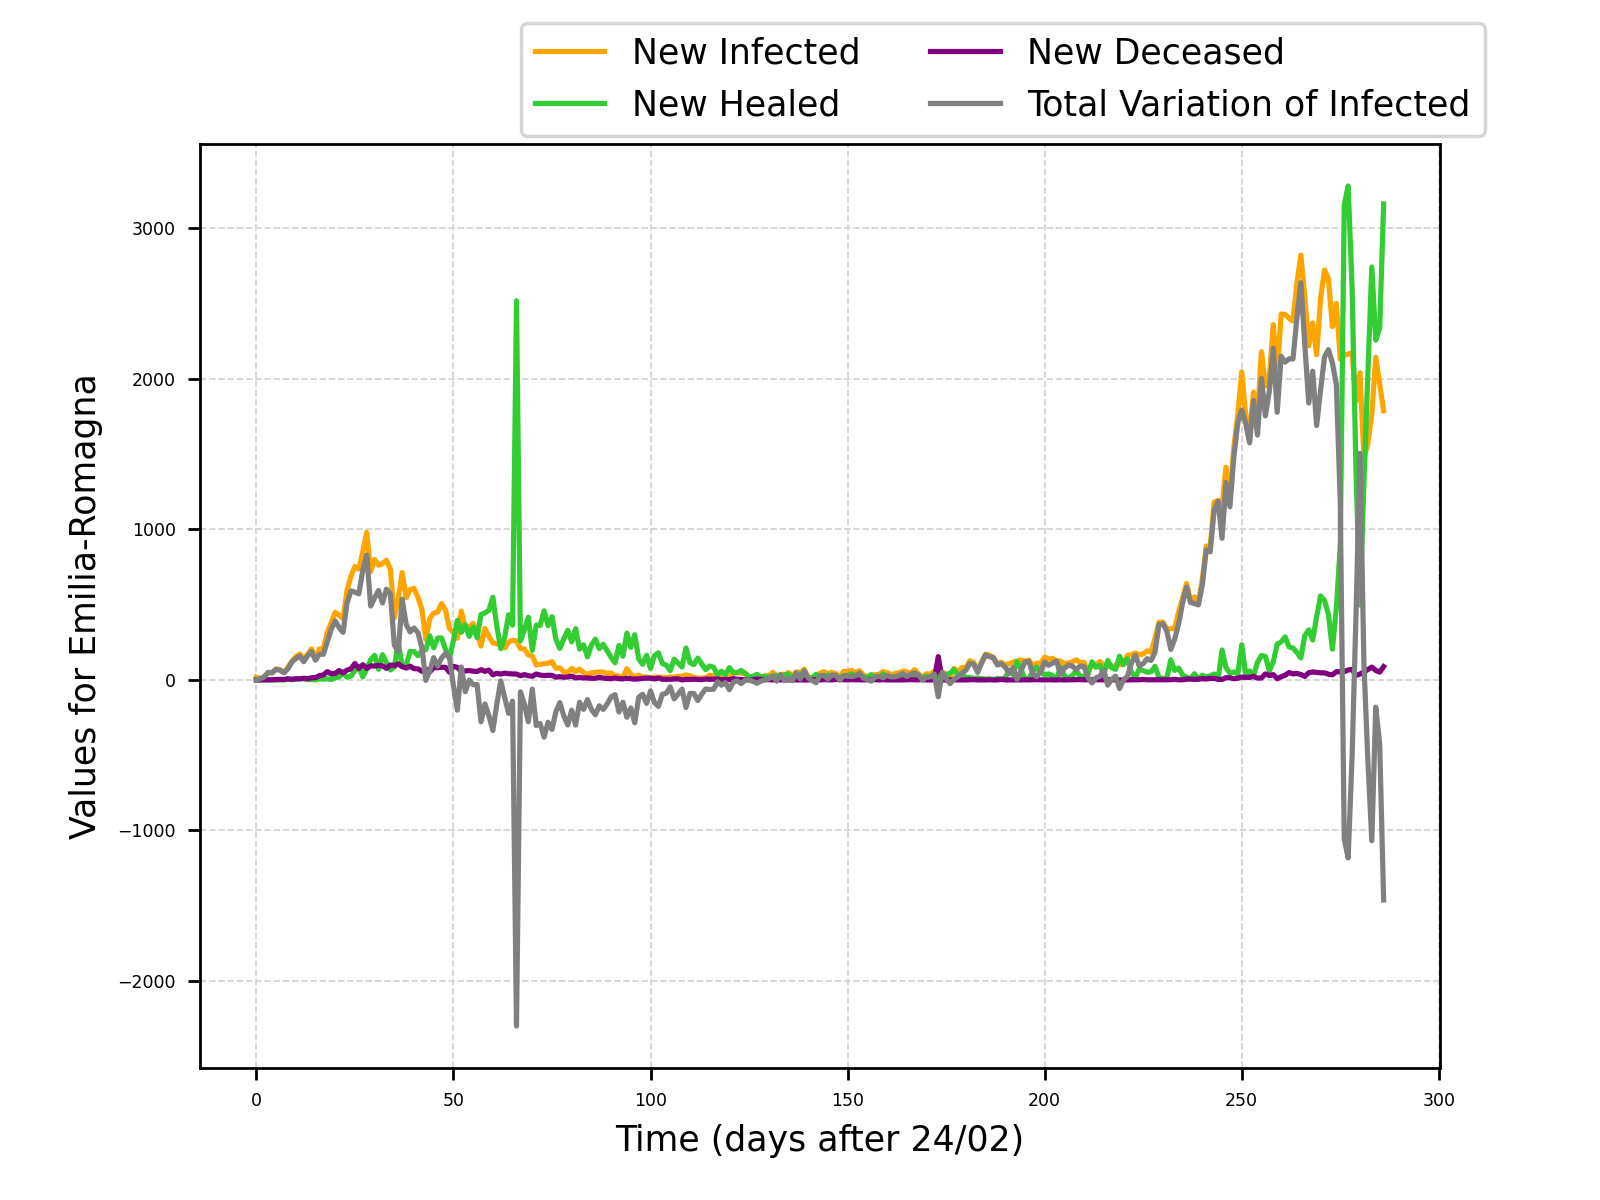 New Infected
New Healed
New Deceased
Total Variation of Infected
Values for Emilia-Romagna
3000
2000
1000
0
−1000
−2000
0 50 100 150 200 250 300
Time (days after 24/02)